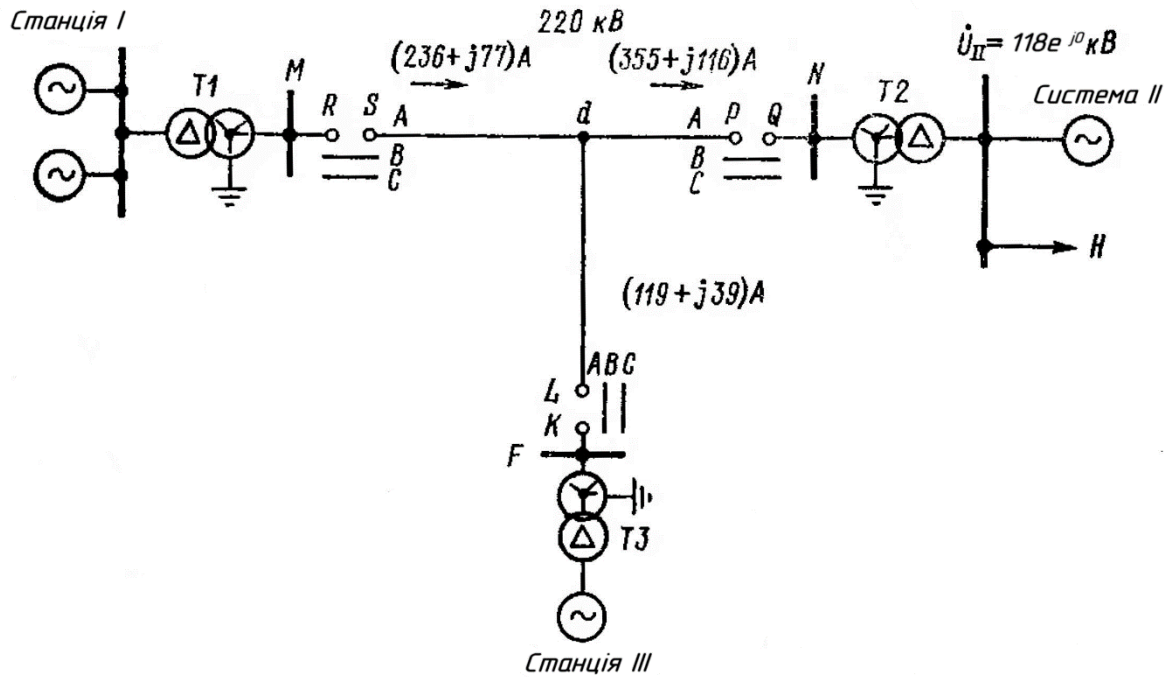 Станція I
220 кВ
(236+j77)А
(355+j116)А
U̇II = 118e j0 кВ
T1
M
R
S
A
B
C
d
A
P
Q
B
C
N
T2
Система II
H
(119+j39)А
A B C
L
K
F
T3
Станція III